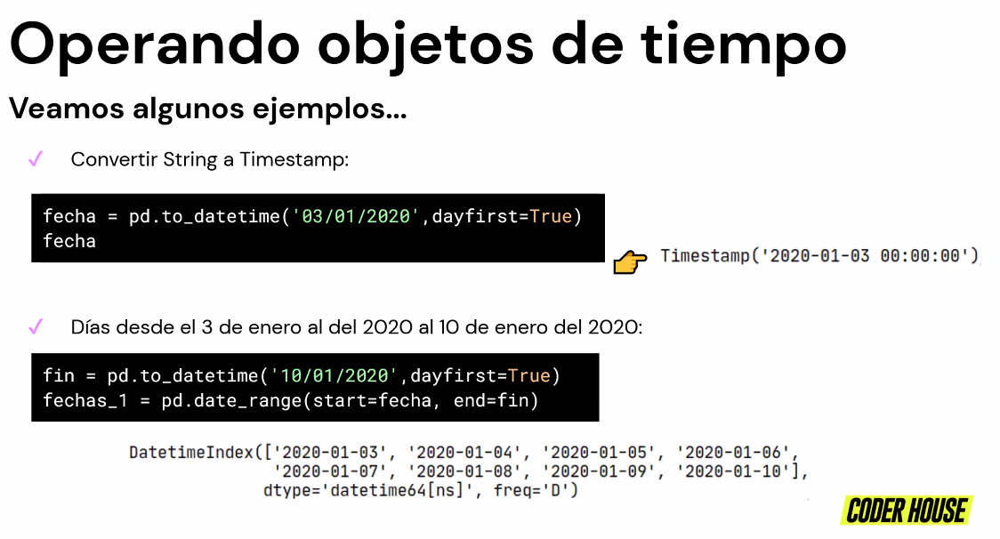 Operando objetos de tiempo
Veamos algunos ejemplos...
✓ Convertir String a Timestamp:
fecha = pd.to_datetime('03/01/2020',dayfirst=True)
fecha
Timestamp('2020-01-03 00:00:00')
✓ Días desde el 3 de enero al del 2020 al 10 de enero del 2020:
fin = pd.to_datetime('10/01/2020',dayfirst=True)
fechas_1 = pd.date_range(start=fecha, end=fin)
DatetimeIndex(['2020-01-03', '2020-01-04', '2020-01-05', '2020-01-06',
'2020-01-07', '2020-01-08', '2020-01-09', '2020-01-10'],
dtype='datetime64[ns]', freq='D')
CODER HOUSE